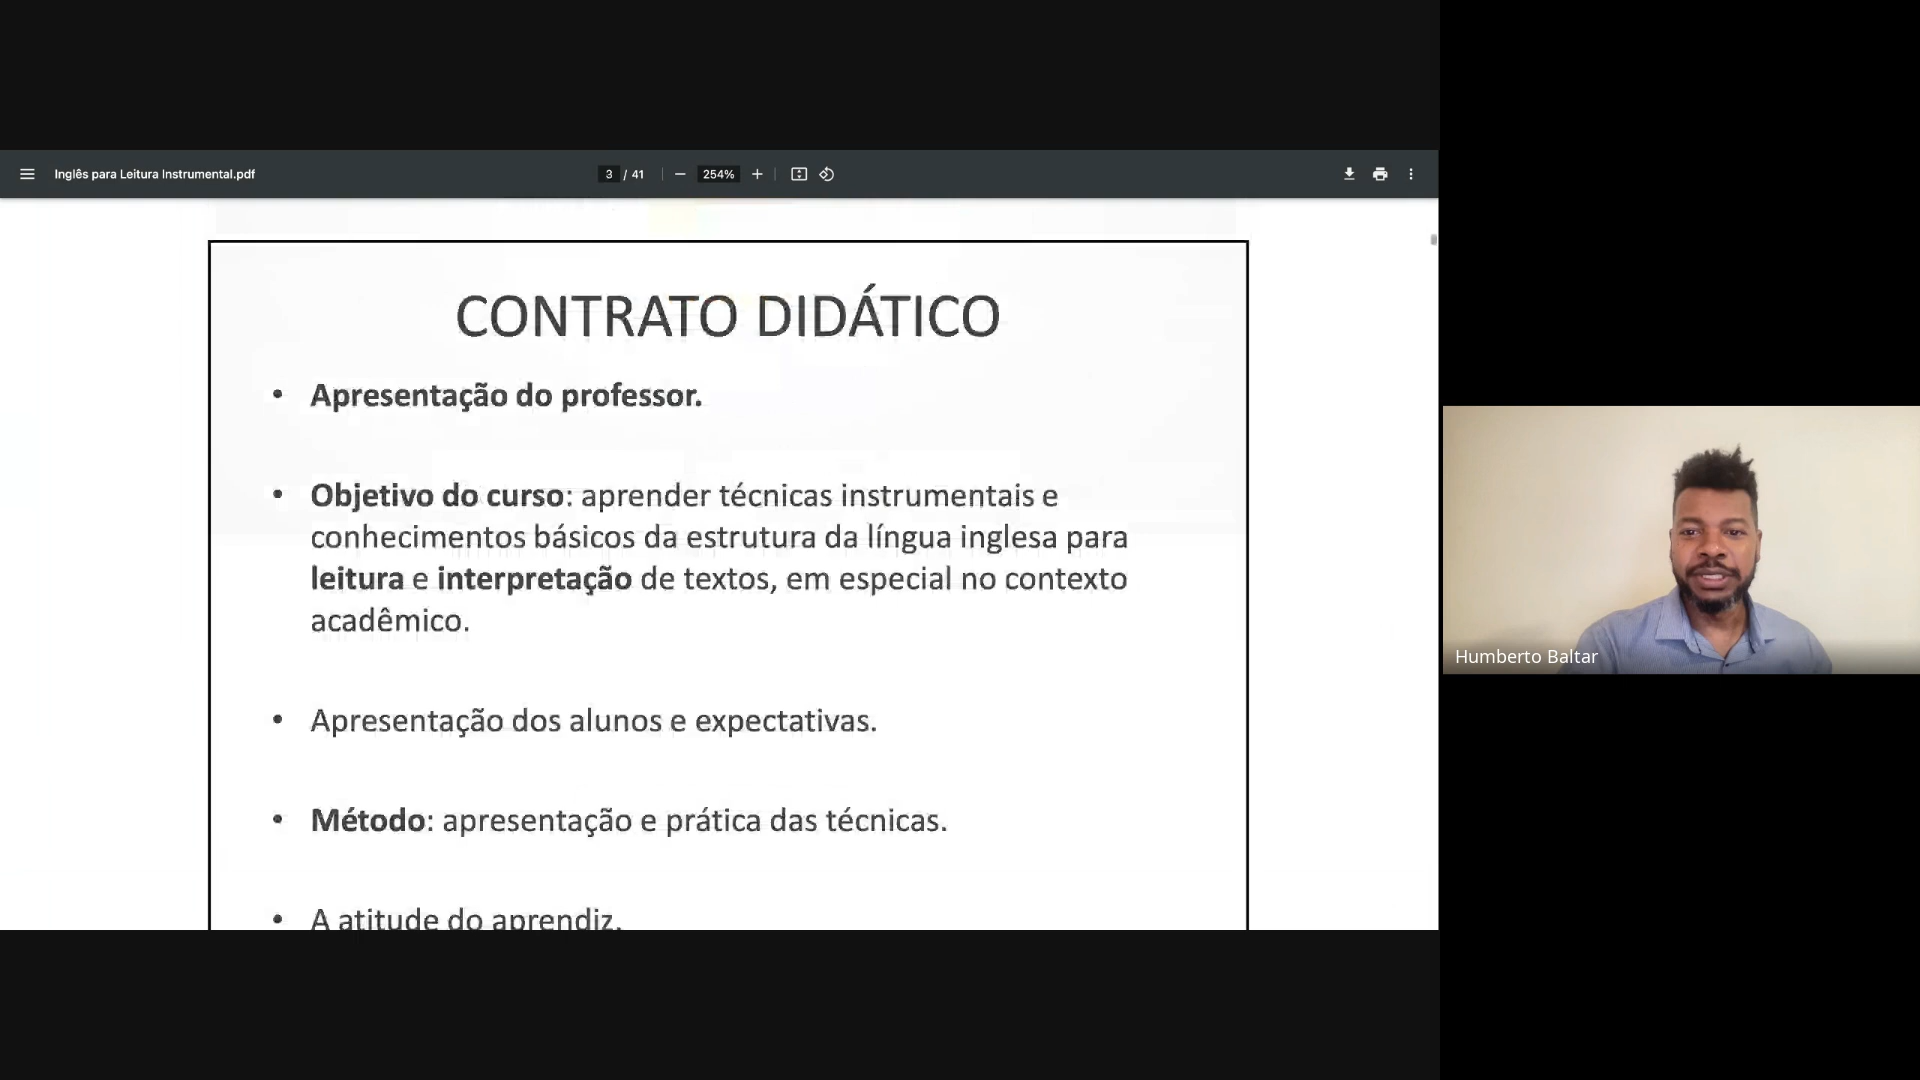 Inglês para Leitura Instrumental.pdf
3 / 41
254%
CONTRATO DIDÁTICO
• Apresentação do professor.
• Objetivo do curso: aprender técnicas instrumentais e
conhecimentos básicos da estrutura da língua inglesa para
leitura e interpretação de textos, em especial no contexto
acadêmico.
• Apresentação dos alunos e expectativas.
• Método: apresentação e prática das técnicas.
• A atitude do aprendiz.
Humberto Baltar